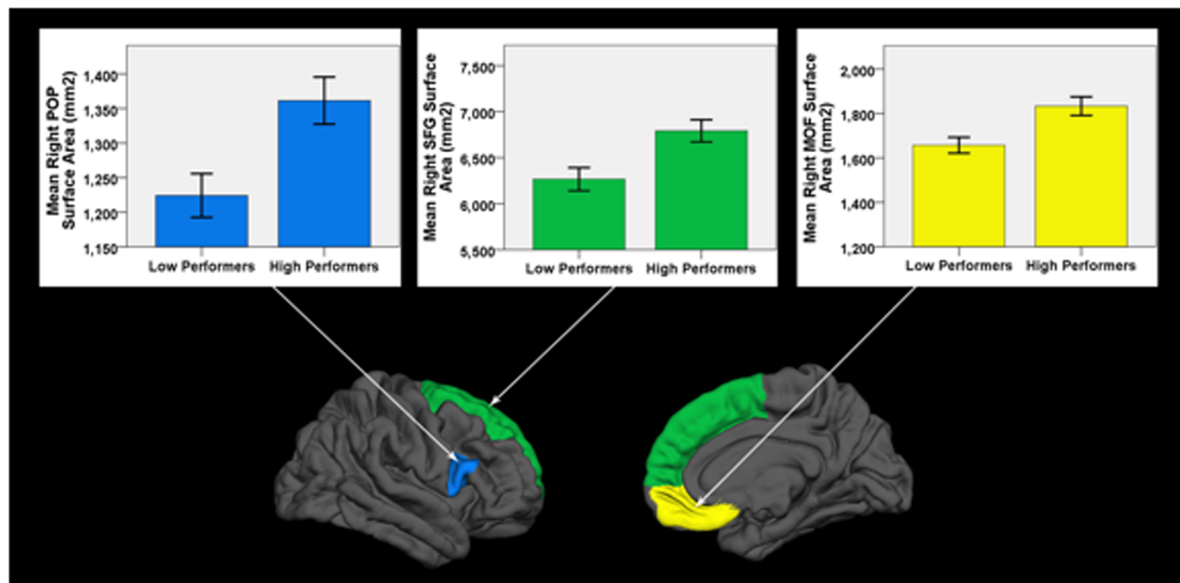 Mean Right POP
Surface Area (mm2)
1,400
1,350
1,300
1,250
1,200
1,150
Low Performers
High Performers
Mean Right SFG Surface
Area (mm2)
7,500
7,000
6,500
6,000
5,500
Low Performers
High Performers
Mean Right MOF Surface
Area (mm2)
2,000
1,800
1,600
1,400
1,200
Low Performers
High Performers